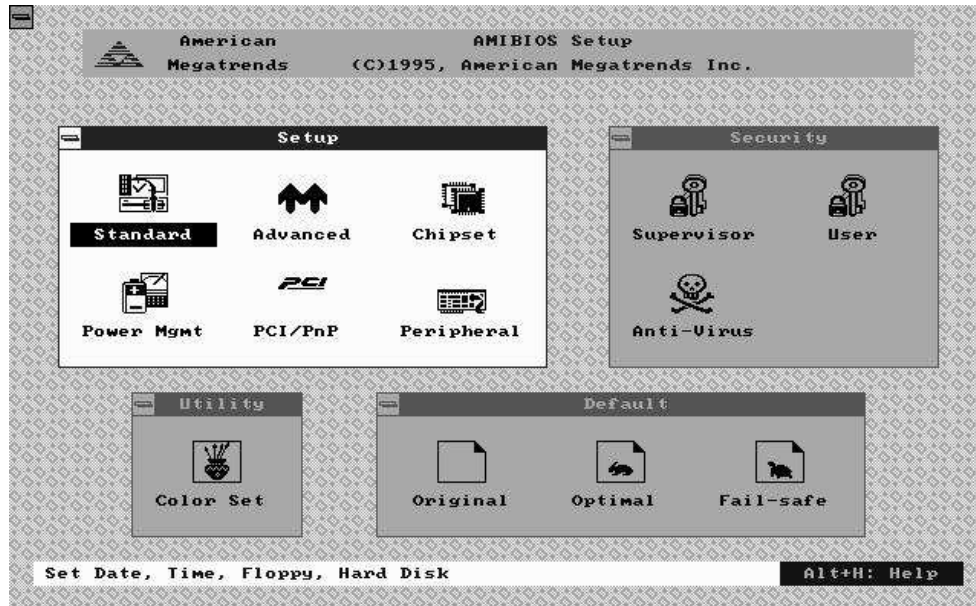 American
Megatrends
AMIBIOS Setup
(C)1995, American Megatrends Inc.
Setup
Standard
Advanced
Chipset
Power Mgmt
PCI
PCI/PnP
Peripheral
Security
Supervisor
User
Anti-Virus
Utility
Color Set
Default
Original
Optimal
Fail-safe
Set Date, Time, Floppy, Hard Disk
Alt+H: Help